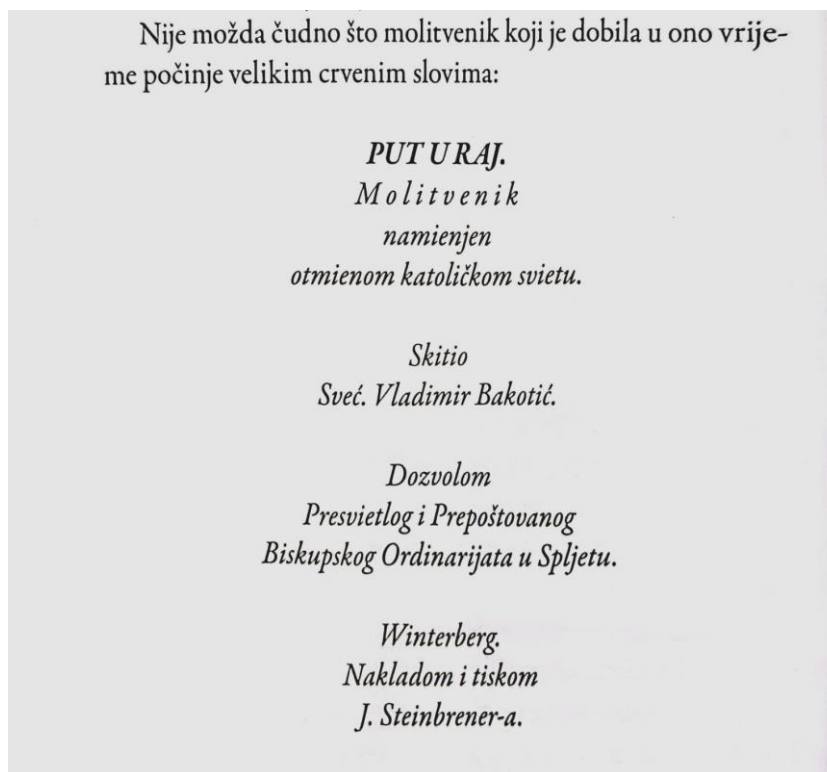 Nije možda čudno što molitvenik koji je dobila u ono vrije-
me počinje velikim crvenim slovima:
PUT U RAJ.
Molitvenik
namienjen
otmienom katoličkom svietu.
Skitio
Sveć. Vladimir Bakotić.
Dozvolom
Presvietlog i Prepoštovanog
Biskupskog Ordinarijata u Spljetu.
Winterberg.
Nakladom i tiskom
J. Steinbrener-a.